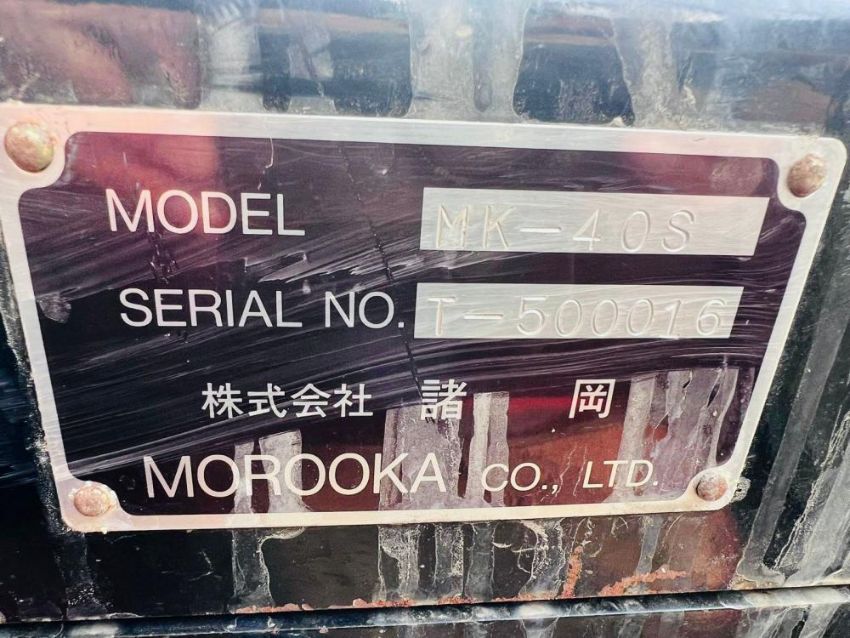 MODEL MK-40S
SERIAL NO. T-500016
株式会社 諸岡
MOROOKA CO., LTD.